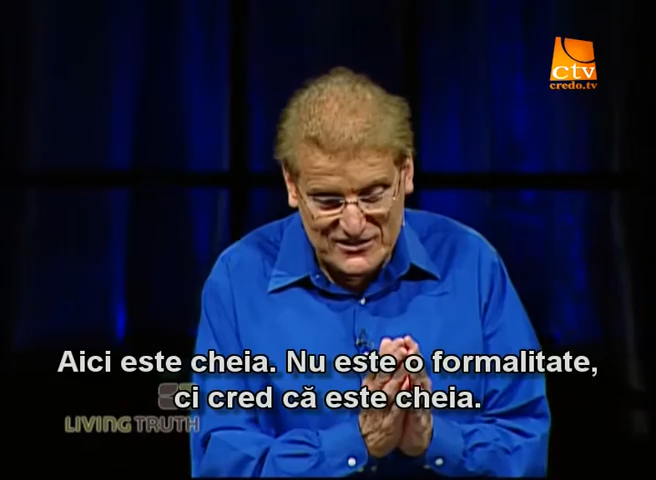 ctv
credo.tv
Aici este cheia. Nu este o formalitate,
ci cred că este cheia.
LIVING TRUTH